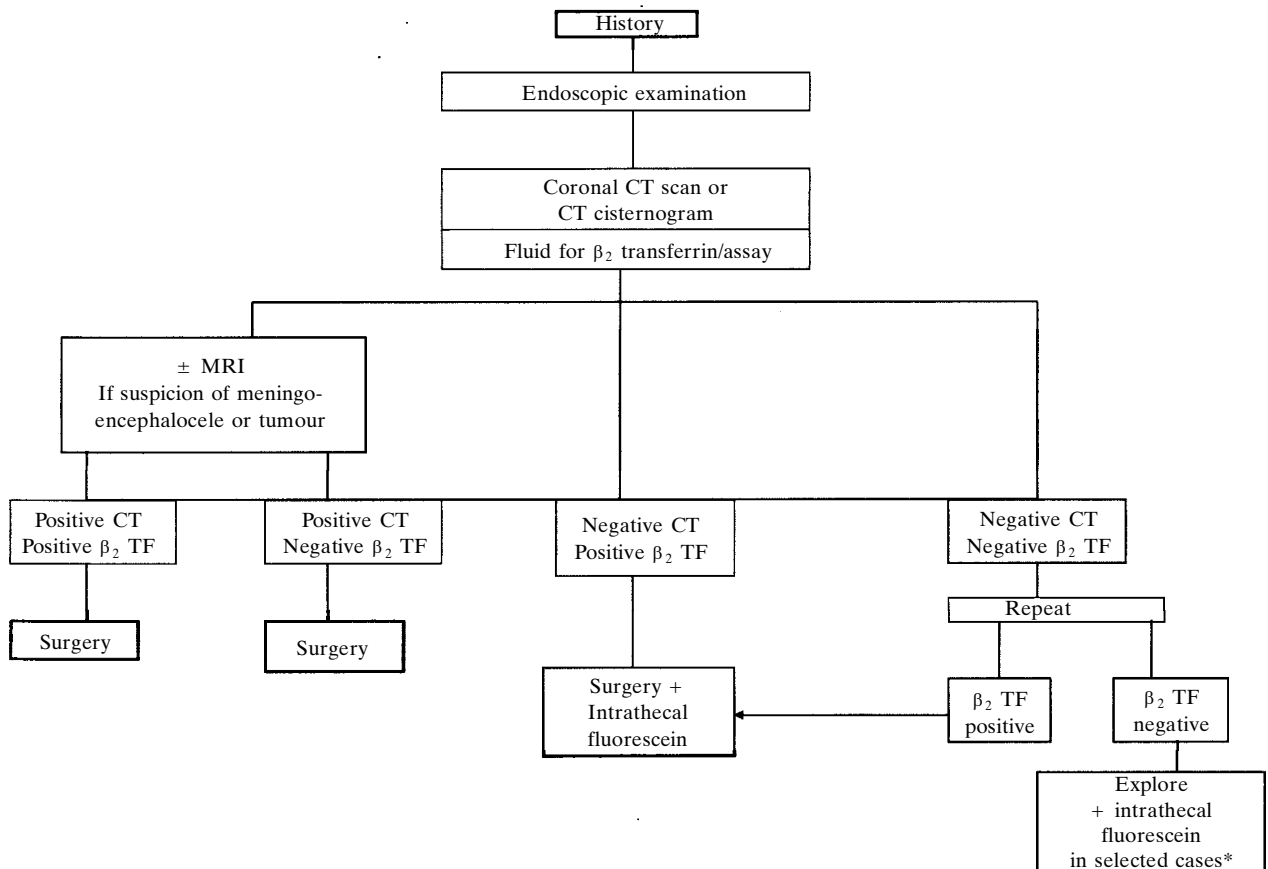 History
Endoscopic examination
Coronal CT scan or
CT cisternogram
Fluid for β₂ transferrin/assay
± MRI
If suspicion of meningo-
encephalocele or tumour
Positive CT
Positive β₂ TF
Positive CT
Negative β₂ TF
Negative CT
Positive β₂ TF
Negative CT
Negative β₂ TF
Repeat
Surgery
Surgery
Surgery +
Intrathecal
fluorescein
β₂ TF
positive
β₂ TF
negative
Explore
+ intrathecal
fluorescein
in selected cases*